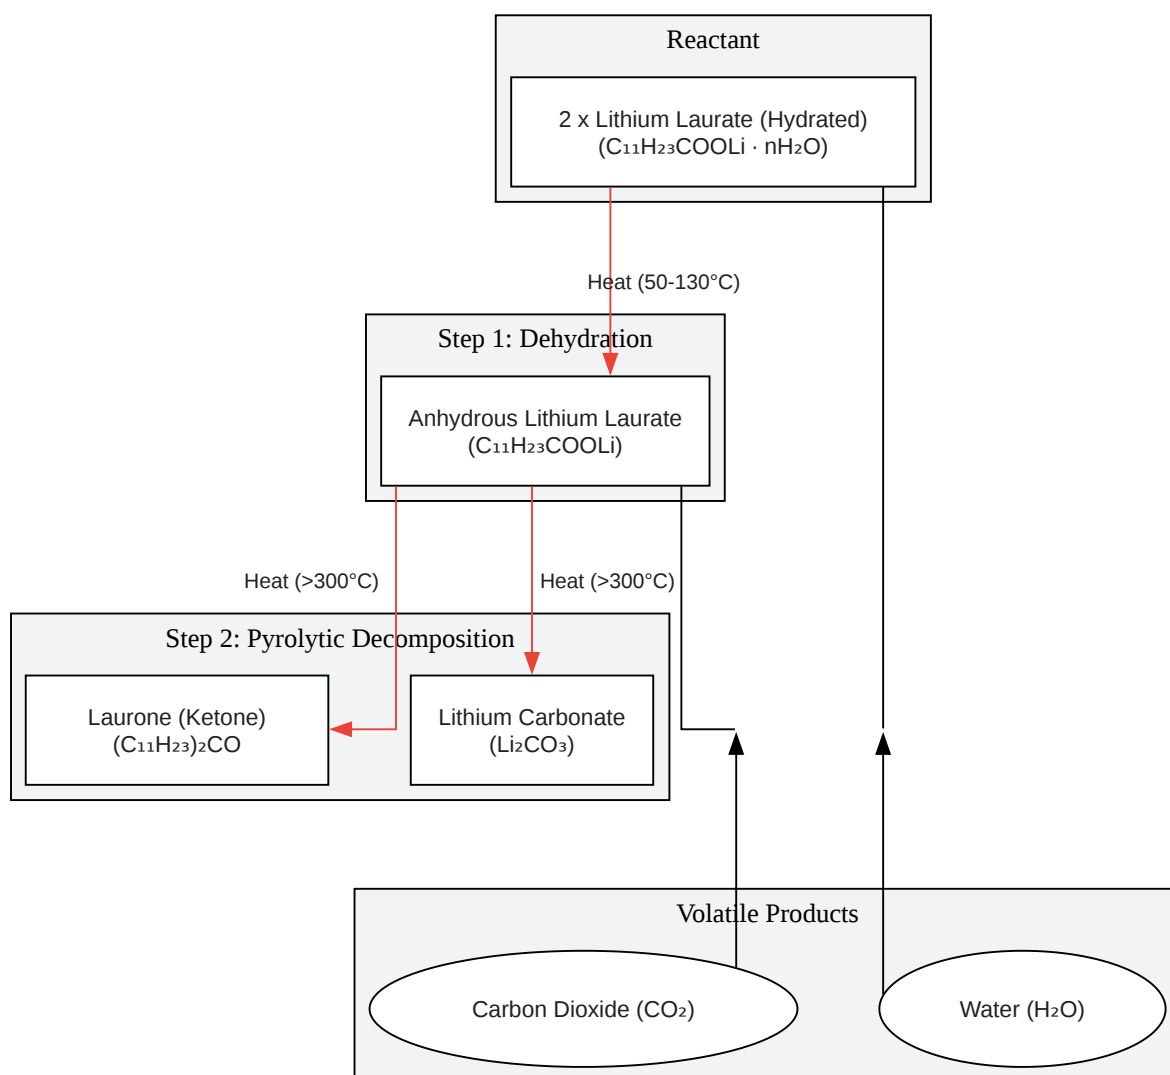 Reactant
2 x Lithium Laurate (Hydrated)
(C₁₁H₂₃COOLi · nH₂O)
Heat (50-130°C)
Step 1: Dehydration
Anhydrous Lithium Laurate
(C₁₁H₂₃COOLi)
Heat (>300°C)
Heat (>300°C)
Step 2: Pyrolytic Decomposition
Laurone (Ketone)
(C₁₁H₂₃)₂CO
Lithium Carbonate
(Li₂CO₃)
Volatile Products
Carbon Dioxide (CO₂)
Water (H₂O)